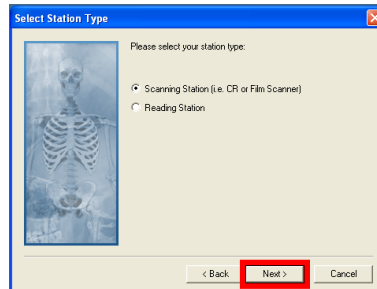 Select Station Type
Please select your station type:
Scanning Station (i.e. CR or Film Scanner)
Reading Station
< Back
Next >
Cancel